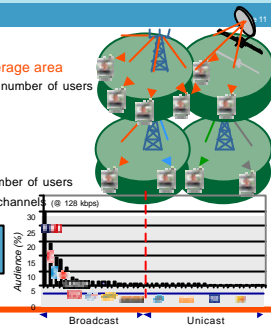 11
erage area
number of users
mber of users
channels (@ 128 kbps)
Audience (%)
30
25
20
15
10
5
0
Broadcast Unicast